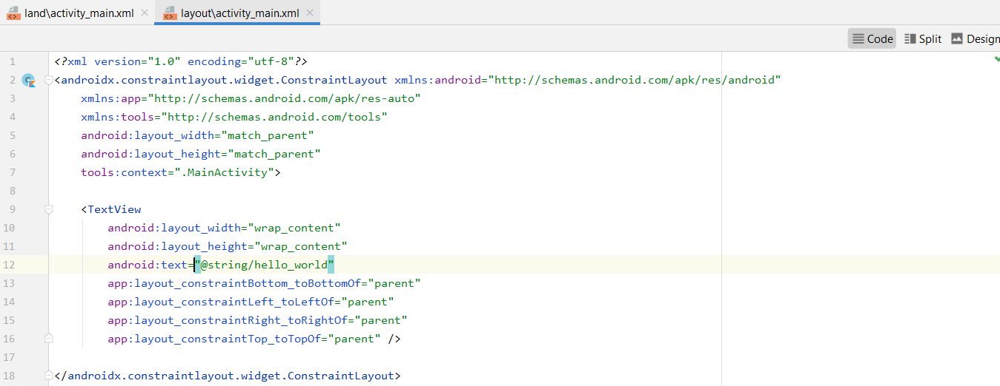 land\activity_main.xml layout\activity_main.xml
Code Split Design
1 <?xml version="1.0" encoding="utf-8"?>
2 <androidx.constraintlayout.widget.ConstraintLayout xmlns:android="http://schemas.android.com/apk/res/android"
3 xmlns:app="http://schemas.android.com/apk/res-auto"
4 xmlns:tools="http://schemas.android.com/tools"
5 android:layout_width="match_parent"
6 android:layout_height="match_parent"
7 tools:context=".MainActivity">
8
9 <TextView
10 android:layout_width="wrap_content"
11 android:layout_height="wrap_content"
12 android:text="@string/hello_world"
13 app:layout_constraintBottom_toBottomOf="parent"
14 app:layout_constraintLeft_toLeftOf="parent"
15 app:layout_constraintRight_toRightOf="parent"
16 app:layout_constraintTop_toTopOf="parent" />
17
18 </androidx.constraintlayout.widget.ConstraintLayout>